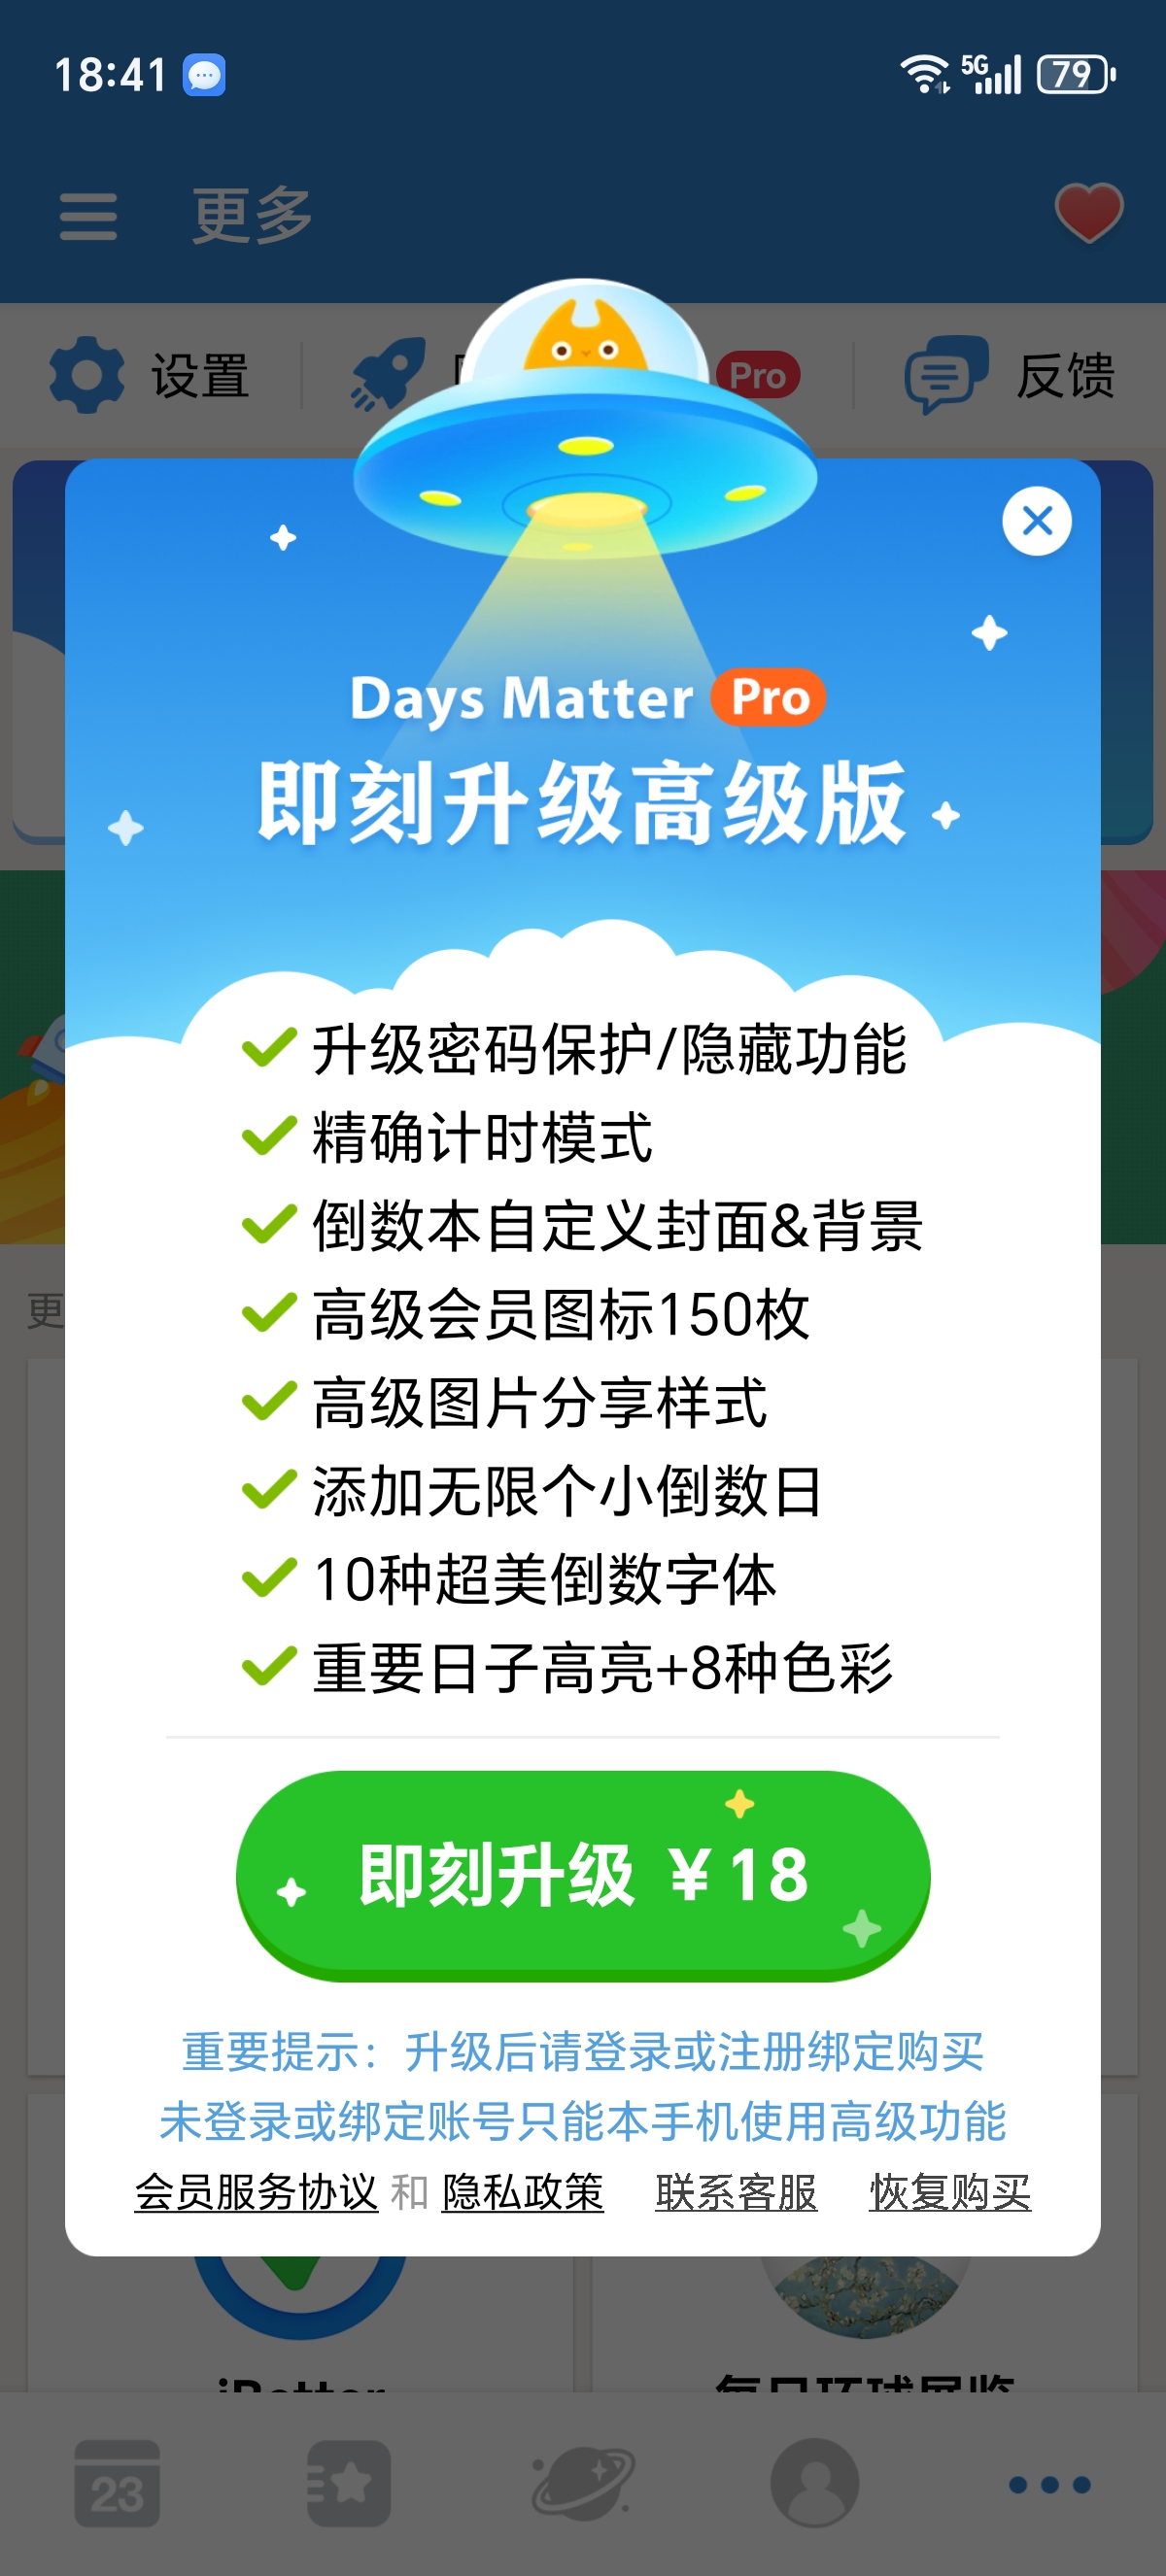 18:41
5G
79
更多
设置
Pro
反馈
Days Matter Pro
即刻升级高级版
升级密码保护/隐藏功能
精确计时模式
倒数本自定义封面&背景
更
高级会员图标150枚
高级图片分享样式
添加无限个小倒数日
10种超美倒数字体
重要日子高亮+8种色彩
即刻升级 ￥18
重要提示：升级后请登录或注册绑定购买
未登录或绑定账号只能本手机使用高级功能
会员服务协议 和 隐私政策 联系客服 恢复购买
iBetter
每日环球展览
23